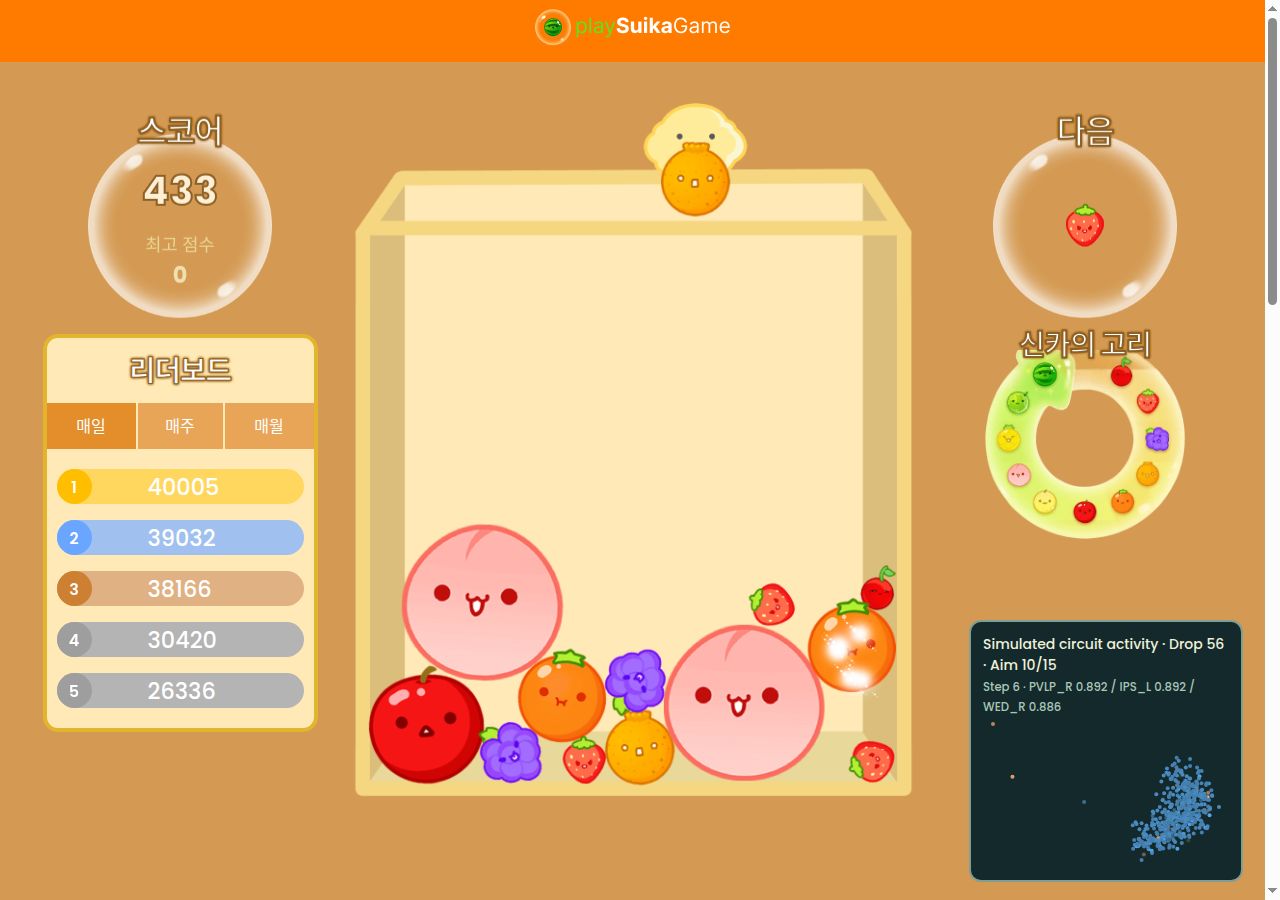 playSuikaGame
스코어
433
최고 점수
0
다음
리더보드
매일 매주 매월
1 40005
2 39032
3 38166
4 30420
5 26336
신카의 고리
Simulated circuit activity · Drop 56
· Aim 10/15
Step 6 · PVLP_R 0.892 / IPS_L 0.892 /
WED_R 0.886